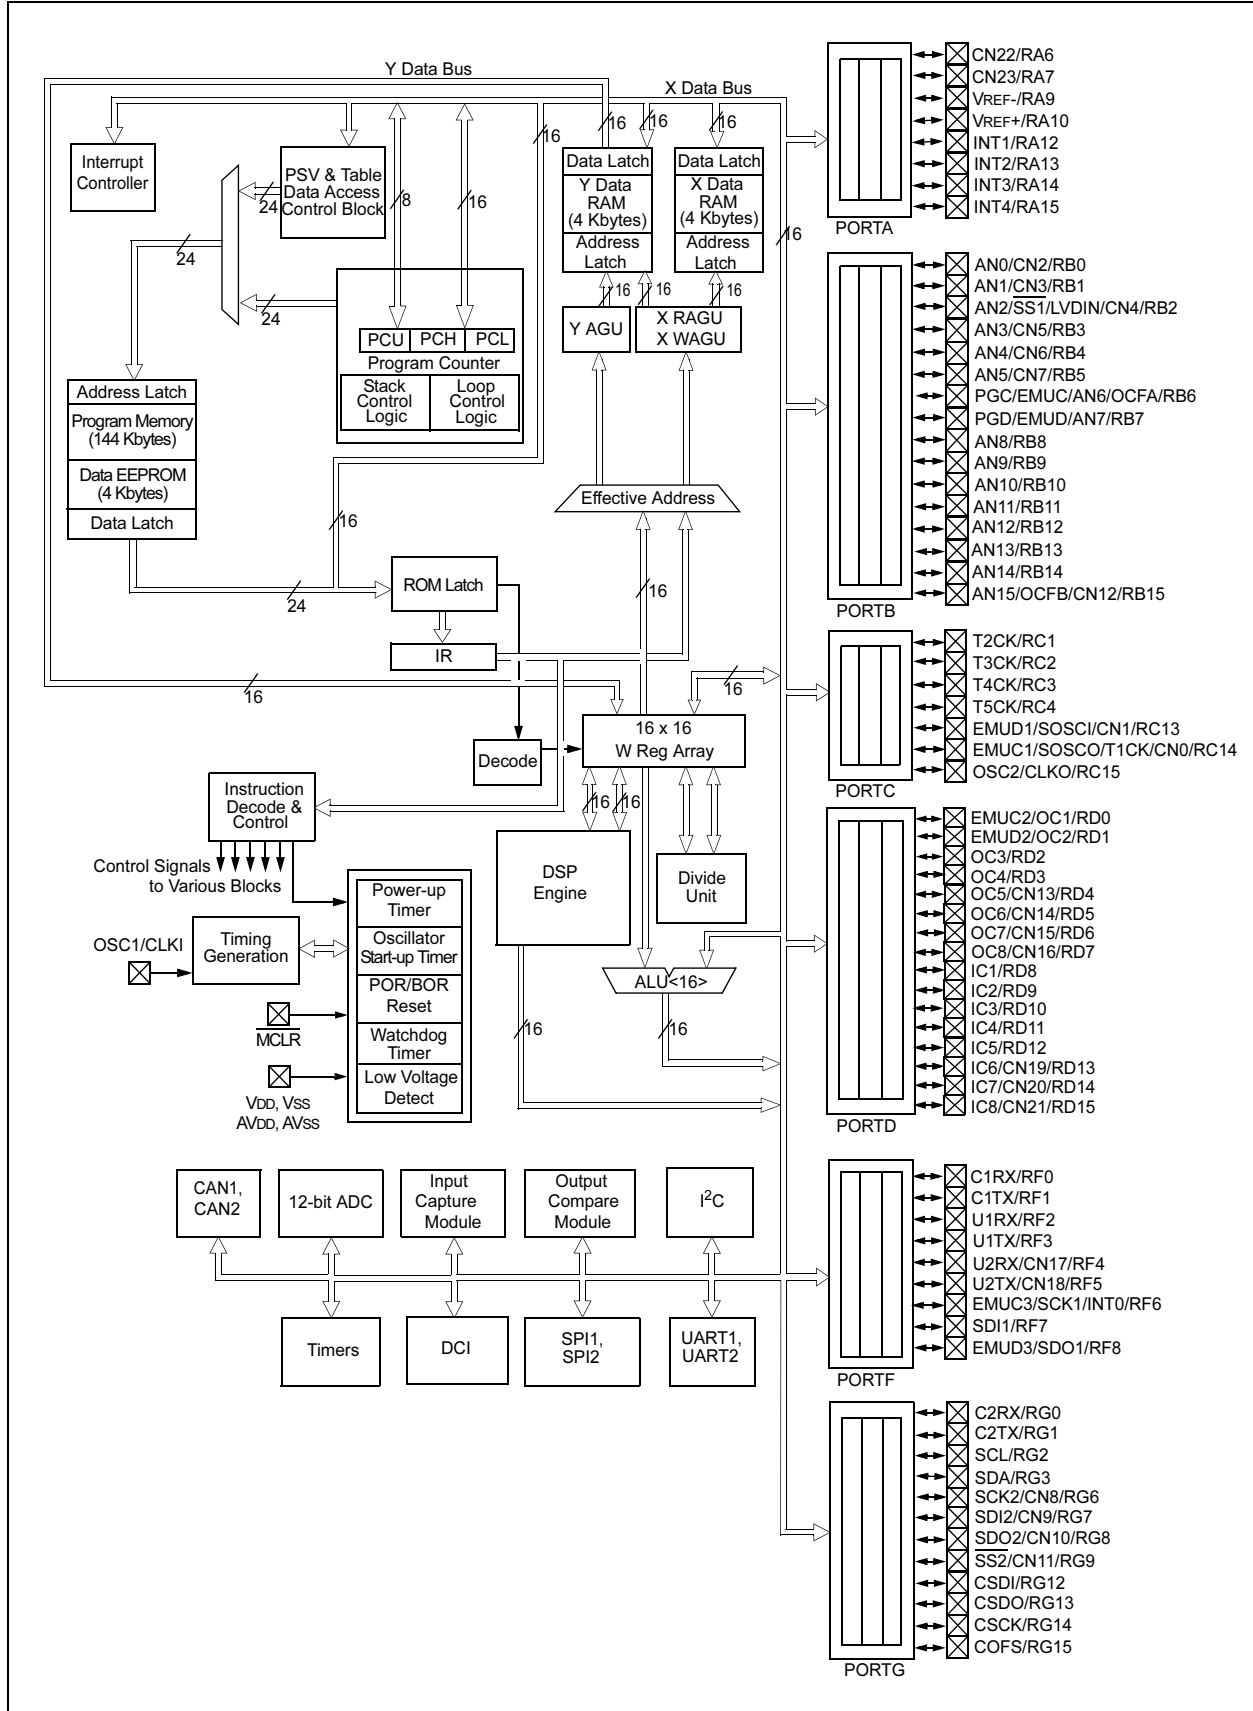 Y Data Bus
X Data Bus
16
16
16
16
16
8
16
16
Interrupt
Controller
PSV & Table
Data Access
Control Block
24
24
24
Data Latch
Y Data
RAM
(4 Kbytes)
Address
Latch
Data Latch
X Data
RAM
(4 Kbytes)
Address
Latch
16
16
16
Y AGU
X RAGU
X WAGU
PCU
PCH
PCL
Program Counter
Stack
Control
Logic
Loop
Control
Logic
Address Latch
Program Memory
(144 Kbytes)
Data EEPROM
(4 Kbytes)
Data Latch
Effective Address
16
24
ROM Latch
16
IR
16
16
16 x 16
W Reg Array
Decode
Instruction
Decode &
Control
16
16
Control Signals
to Various Blocks
DSP
Engine
Divide
Unit
Power-up
Timer
Oscillator
Start-up Timer
POR/BOR
Reset
Watchdog
Timer
Low Voltage
Detect
OSC1/CLKI
Timing
Generation
MCLR
VDD, VSS
AVDD, AVSS
ALU<16>
16
16
CAN1,
CAN2
12-bit ADC
Input
Capture
Module
Output
Compare
Module
I2C
Timers
DCI
SPI1,
SPI2
UART1,
UART2
CN22/RA6
CN23/RA7
VREF-/RA9
VREF+/RA10
INT1/RA12
INT2/RA13
INT3/RA14
INT4/RA15
PORTA
AN0/CN2/RB0
AN1/CN3/RB1
AN2/SS1/LVDIN/CN4/RB2
AN3/CN5/RB3
AN4/CN6/RB4
AN5/CN7/RB5
PGC/EMUC/AN6/OCFA/RB6
PGD/EMUD/AN7/RB7
AN8/RB8
AN9/RB9
AN10/RB10
AN11/RB11
AN12/RB12
AN13/RB13
AN14/RB14
AN15/OCFB/CN12/RB15
PORTB
T2CK/RC1
T3CK/RC2
T4CK/RC3
T5CK/RC4
EMUD1/SOSCI/CN1/RC13
EMUC1/SOSCO/T1CK/CN0/RC14
OSC2/CLKO/RC15
PORTC
EMUC2/OC1/RD0
EMUD2/OC2/RD1
OC3/RD2
OC4/RD3
OC5/CN13/RD4
OC6/CN14/RD5
OC7/CN15/RD6
OC8/CN16/RD7
IC1/RD8
IC2/RD9
IC3/RD10
IC4/RD11
IC5/RD12
IC6/CN19/RD13
IC7/CN20/RD14
IC8/CN21/RD15
PORTD
C1RX/RF0
C1TX/RF1
U1RX/RF2
U1TX/RF3
U2RX/CN17/RF4
U2TX/CN18/RF5
EMUC3/SCK1/INT0/RF6
SDI1/RF7
EMUD3/SDO1/RF8
PORTF
C2RX/RG0
C2TX/RG1
SCL/RG2
SDA/RG3
SCK2/CN8/RG6
SDI2/CN9/RG7
SDO2/CN10/RG8
SS2/CN11/RG9
CSDI/RG12
CSDO/RG13
CSCK/RG14
COFS/RG15
PORTG